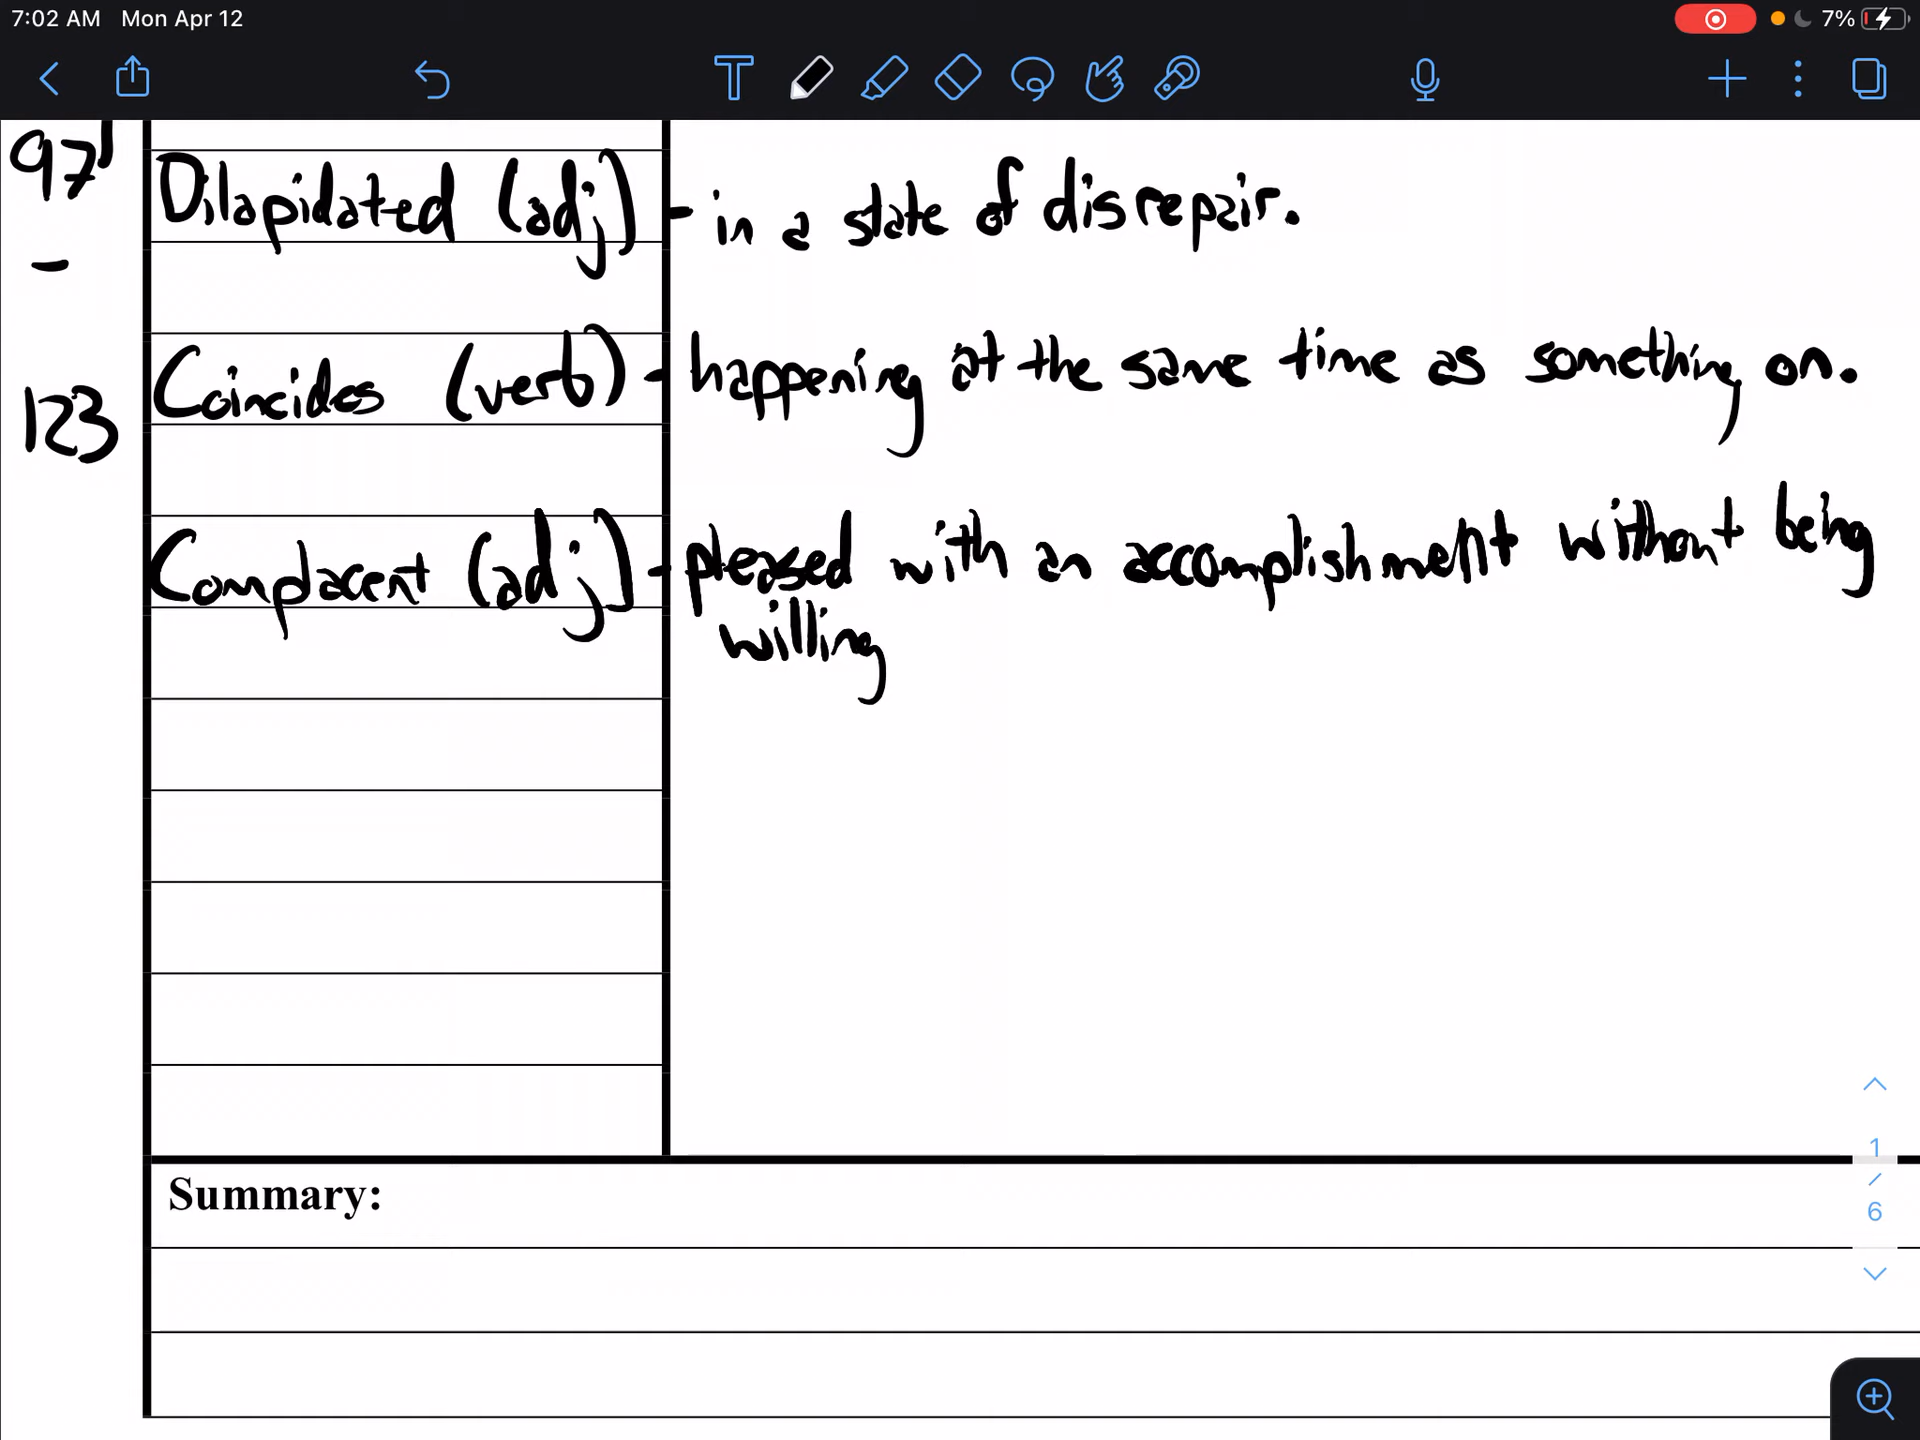 7:02 AM Mon Apr 12 7%
97
Dilapidated (adj) - in a state of disrepair.
-
Coincides (verb) - happening at the same time as something on.
123
Complacent (adj) - pleased with an accomplishment without being
willing
1
/
6
Summary: